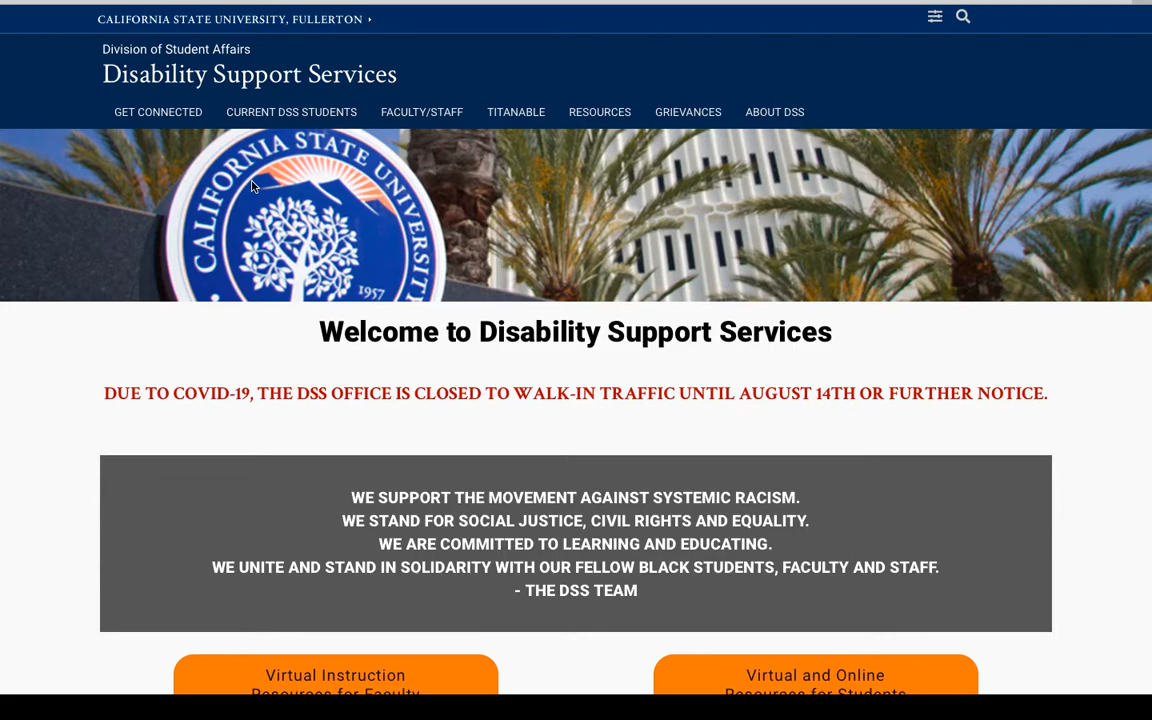 CALIFORNIA STATE UNIVERSITY, FULLERTON
Division of Student Affairs
Disability Support Services
GET CONNECTED CURRENT DSS STUDENTS FACULTY/STAFF TITANABLE RESOURCES GRIEVANCES ABOUT DSS
CALIFORNIA STATE UNIVERSITY
1957
Welcome to Disability Support Services
DUE TO COVID-19, THE DSS OFFICE IS CLOSED TO WALK-IN TRAFFIC UNTIL AUGUST 14TH OR FURTHER NOTICE.
WE SUPPORT THE MOVEMENT AGAINST SYSTEMIC RACISM.
WE STAND FOR SOCIAL JUSTICE, CIVIL RIGHTS AND EQUALITY.
WE ARE COMMITTED TO LEARNING AND EDUCATING.
WE UNITE AND STAND IN SOLIDARITY WITH OUR FELLOW BLACK STUDENTS, FACULTY AND STAFF.
- THE DSS TEAM
Virtual Instruction
Resources for Faculty
Virtual and Online
Resources for Students